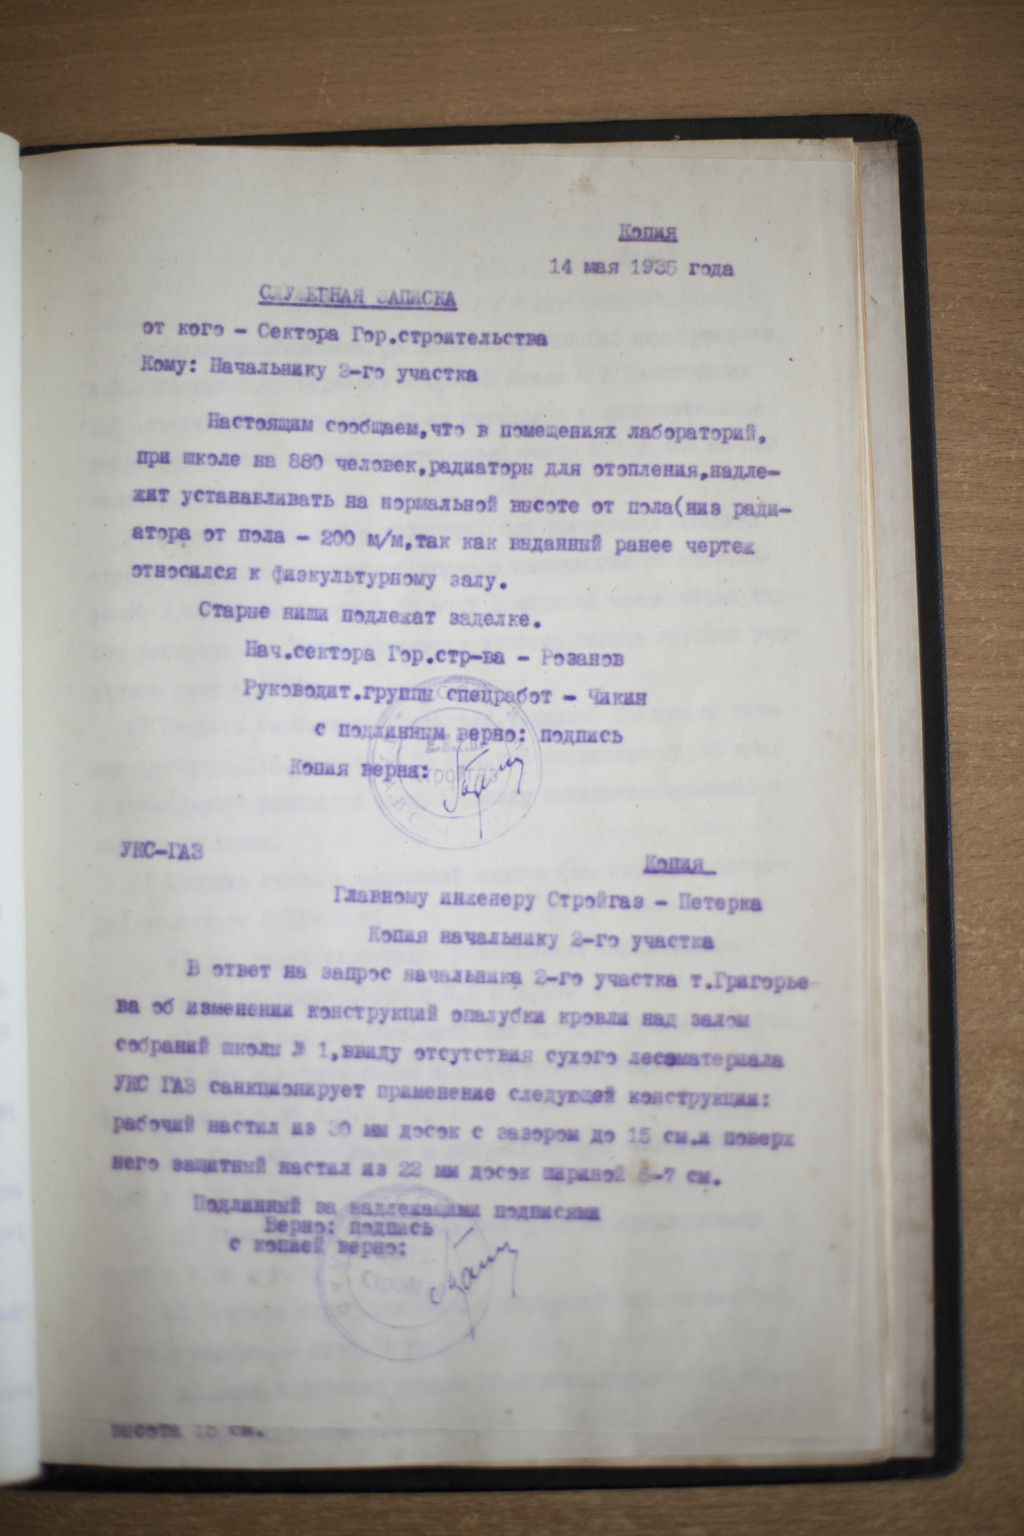 Копия
14 мая 1935 года
СЛУЖЕБНАЯ ЗАПИСКА
от кого - Сектора Гор.строительства
Кому: Начальнику 2-го участка
Настоящим сообщаем,что в помещениях лабораторий,
при школе на 880 человек,радиаторы для отопления,надле-
жит устанавливать на нормальной высоте от пола(низ ради-
атора от пола - 200 м/м,так как выданный ранее чертеж
относился к физкультурному залу.
Старые ниши подлежат заделке.
Нач.сектора Гор.стр-ва - Розанов
Руководит.группы спецработ - Чикин
с подлинным верно: подпись
Копия верна:
Стройгаз
УКС-ГАЗ
Копия
Главному инженеру Стройгаз - Петерка
Копия начальнику 2-го участка
В ответ на запрос начальника 2-го участка т.Григорье-
ва об изменении конструкций опалубки кровли над залом
собраний школы № 1,ввиду отсутствия сухого лесоматериала
УКС ГАЗ санкционирует применение следующей конструкции:
рабочий настил из 30 мм досок с зазором до 15 см.и поверх
него защитный настил из 22 мм досок шириной 6-7 см.
Подлинный за надлежащими подписями
Верно: подпись
с копией верно:
высота 15 см.